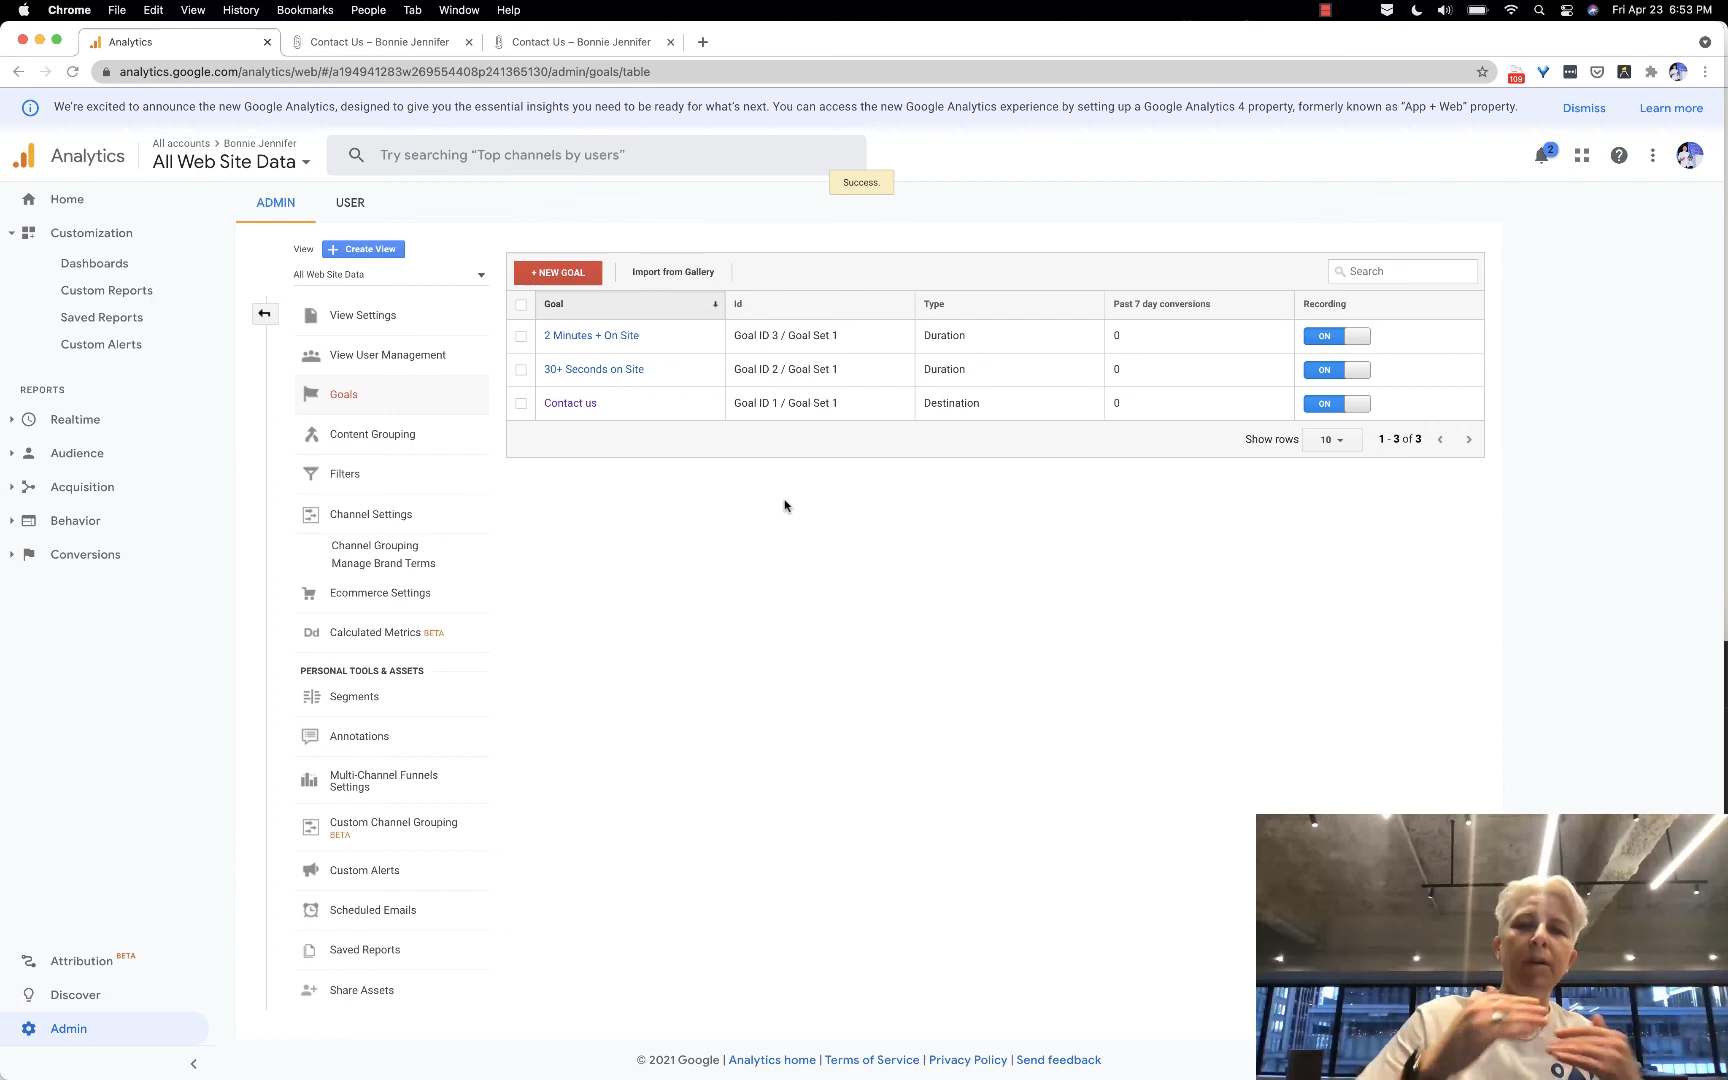 Chrome File Edit View History Bookmarks People Tab Window Help Fri Apr 23 6:53 PM
Analytics Contact Us – Bonnie Jennifer Contact Us – Bonnie Jennifer
analytics.google.com/analytics/web/#/a194941283w269554408p241365130/admin/goals/table 109
We're excited to announce the new Google Analytics, designed to give you the essential insights you need to be ready for what's next. You can access the new Google Analytics experience by setting up a Google Analytics 4 property, formerly known as “App + Web” property. Dismiss Learn more
All accounts > Bonnie Jennifer
Analytics All Web Site Data Try searching “Top channels by users” 2
Success.
Home
Customization
Dashboards
Custom Reports
Saved Reports
Custom Alerts
REPORTS
Realtime
Audience
Acquisition
Behavior
Conversions
Attribution BETA
Discover
Admin
ADMIN USER
View + Create View
All Web Site Data
View Settings
View User Management
Goals
Content Grouping
Filters
Channel Settings
Channel Grouping
Manage Brand Terms
Ecommerce Settings
Dd Calculated Metrics BETA
PERSONAL TOOLS & ASSETS
Segments
Annotations
Multi-Channel Funnels
Settings
Custom Channel Grouping
BETA
Custom Alerts
Scheduled Emails
Saved Reports
Share Assets
+ NEW GOAL Import from Gallery Search
Goal Id Type Past 7 day conversions Recording
2 Minutes + On Site Goal ID 3 / Goal Set 1 Duration 0 ON
30+ Seconds on Site Goal ID 2 / Goal Set 1 Duration 0 ON
Contact us Goal ID 1 / Goal Set 1 Destination 0 ON
Show rows 10 1 - 3 of 3
© 2021 Google | Analytics home | Terms of Service | Privacy Policy | Send feedback